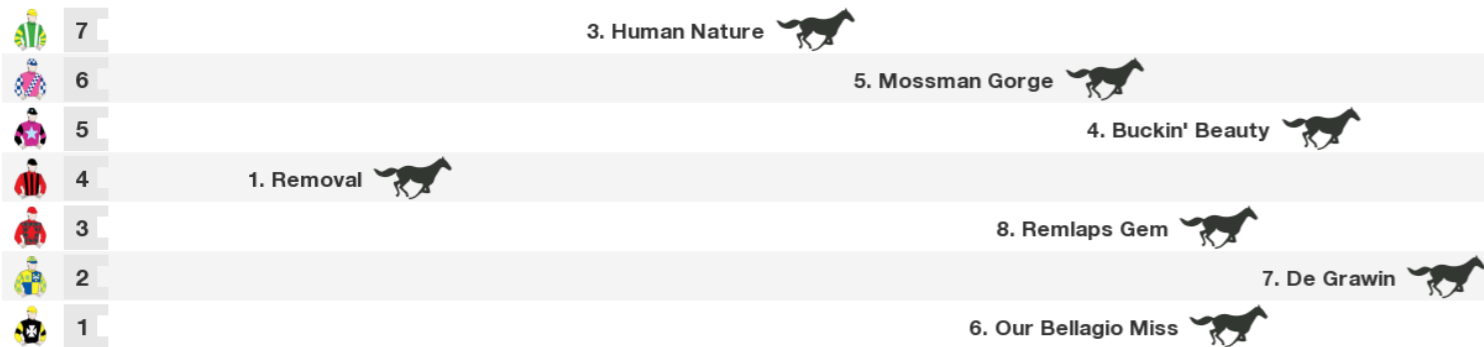 7 3. Human Nature
6 5. Mossman Gorge
5 4. Buckin' Beauty
4 1. Removal
3 8. Remlaps Gem
2 7. De Grawin
1 6. Our Bellagio Miss